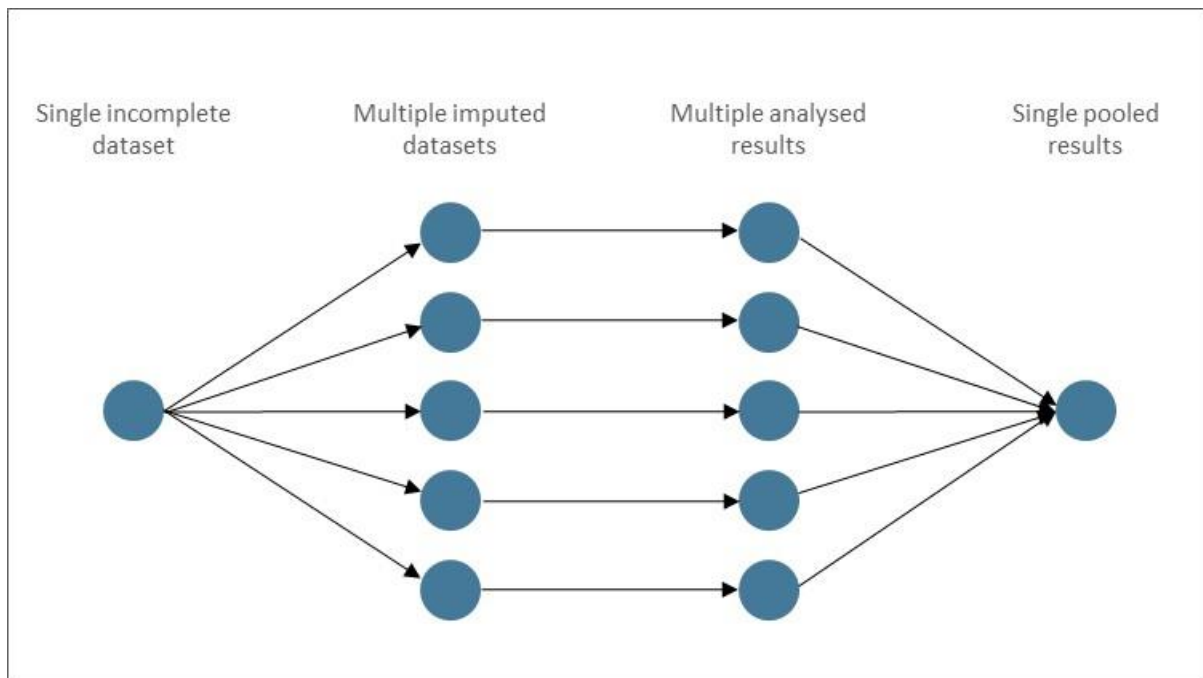 Single incomplete
dataset
Multiple imputed
datasets
Multiple analysed
results
Single pooled
results